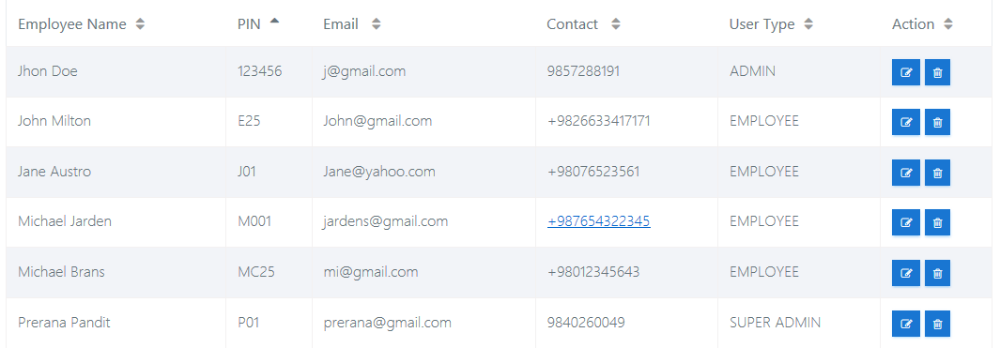 Employee Name PIN Email Contact User Type Action
Jhon Doe 123456 j@gmail.com 9857288191 ADMIN
John Milton E25 John@gmail.com +9826633417171 EMPLOYEE
Jane Austro J01 Jane@yahoo.com +98076523561 EMPLOYEE
Michael Jarden M001 jardens@gmail.com +987654322345 EMPLOYEE
Michael Brans MC25 mi@gmail.com +98012345643 EMPLOYEE
Prerana Pandit P01 prerana@gmail.com 9840260049 SUPER ADMIN